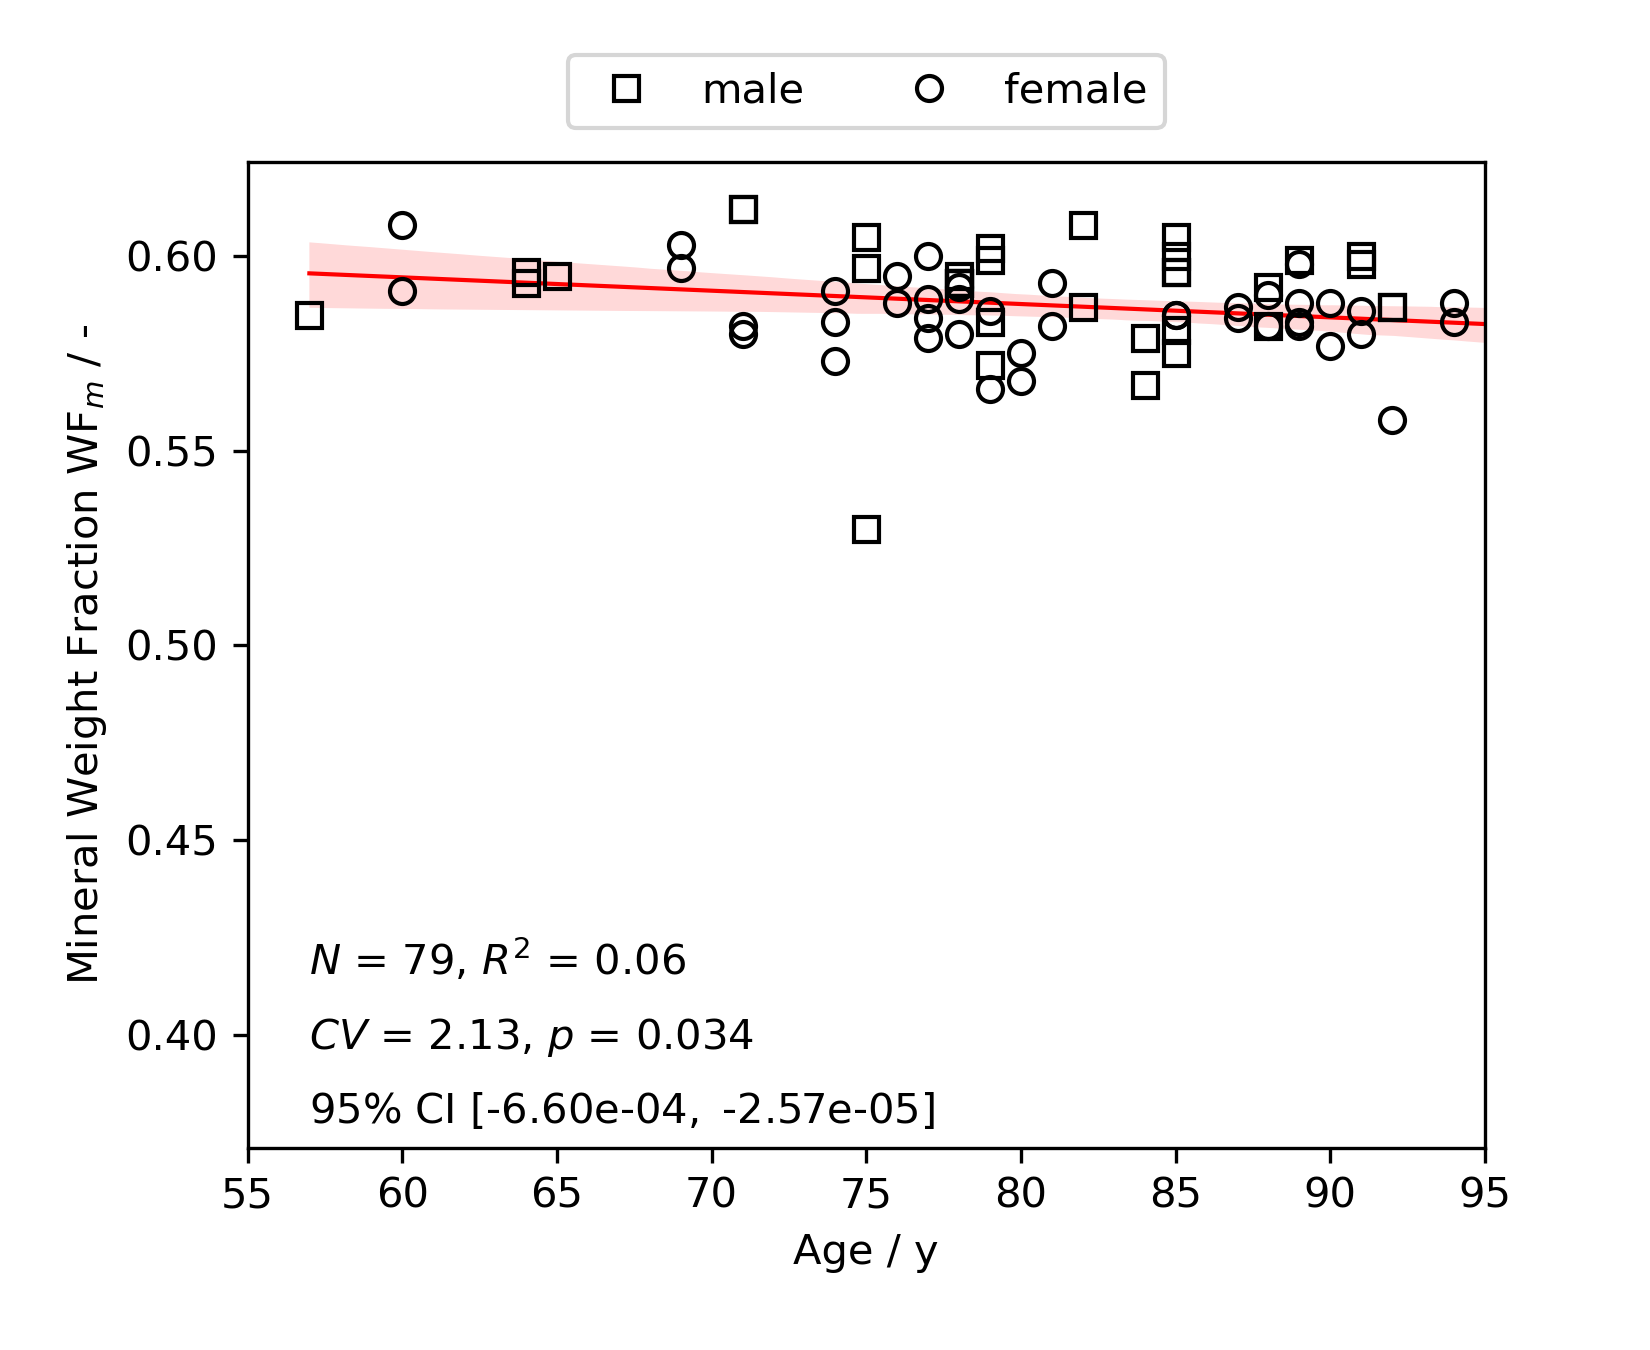 male female
Mineral Weight Fraction WFm / -
0.60
0.55
0.50
0.45
0.40
N = 79, R² = 0.06
CV = 2.13, p = 0.034
95% CI [-6.60e-04, -2.57e-05]
55 60 65 70 75 80 85 90 95
Age / y